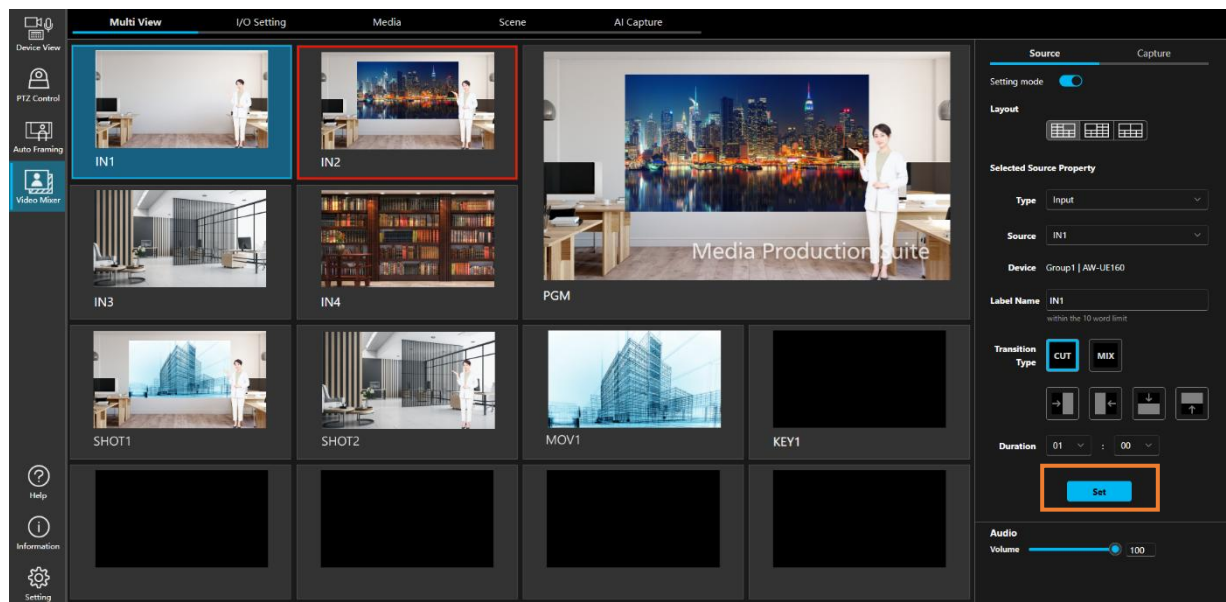 Multi View
I/O Setting
Media
Scene
AI Capture
Device View
PTZ Control
Auto Framing
Video Mixer
Help
Information
Setting
IN1
IN2
Media Production Suite
PGM
IN3
IN4
SHOT1
SHOT2
MOV1
KEY1
Source
Capture
Setting mode
Layout
Selected Source Property
Type Input
Source IN1
Device Group1 | AW-UE160
Label Name IN1
within the 10 word limit
Transition
Type
CUT
MIX
Duration 01 : 00
Set
Audio
Volume 100